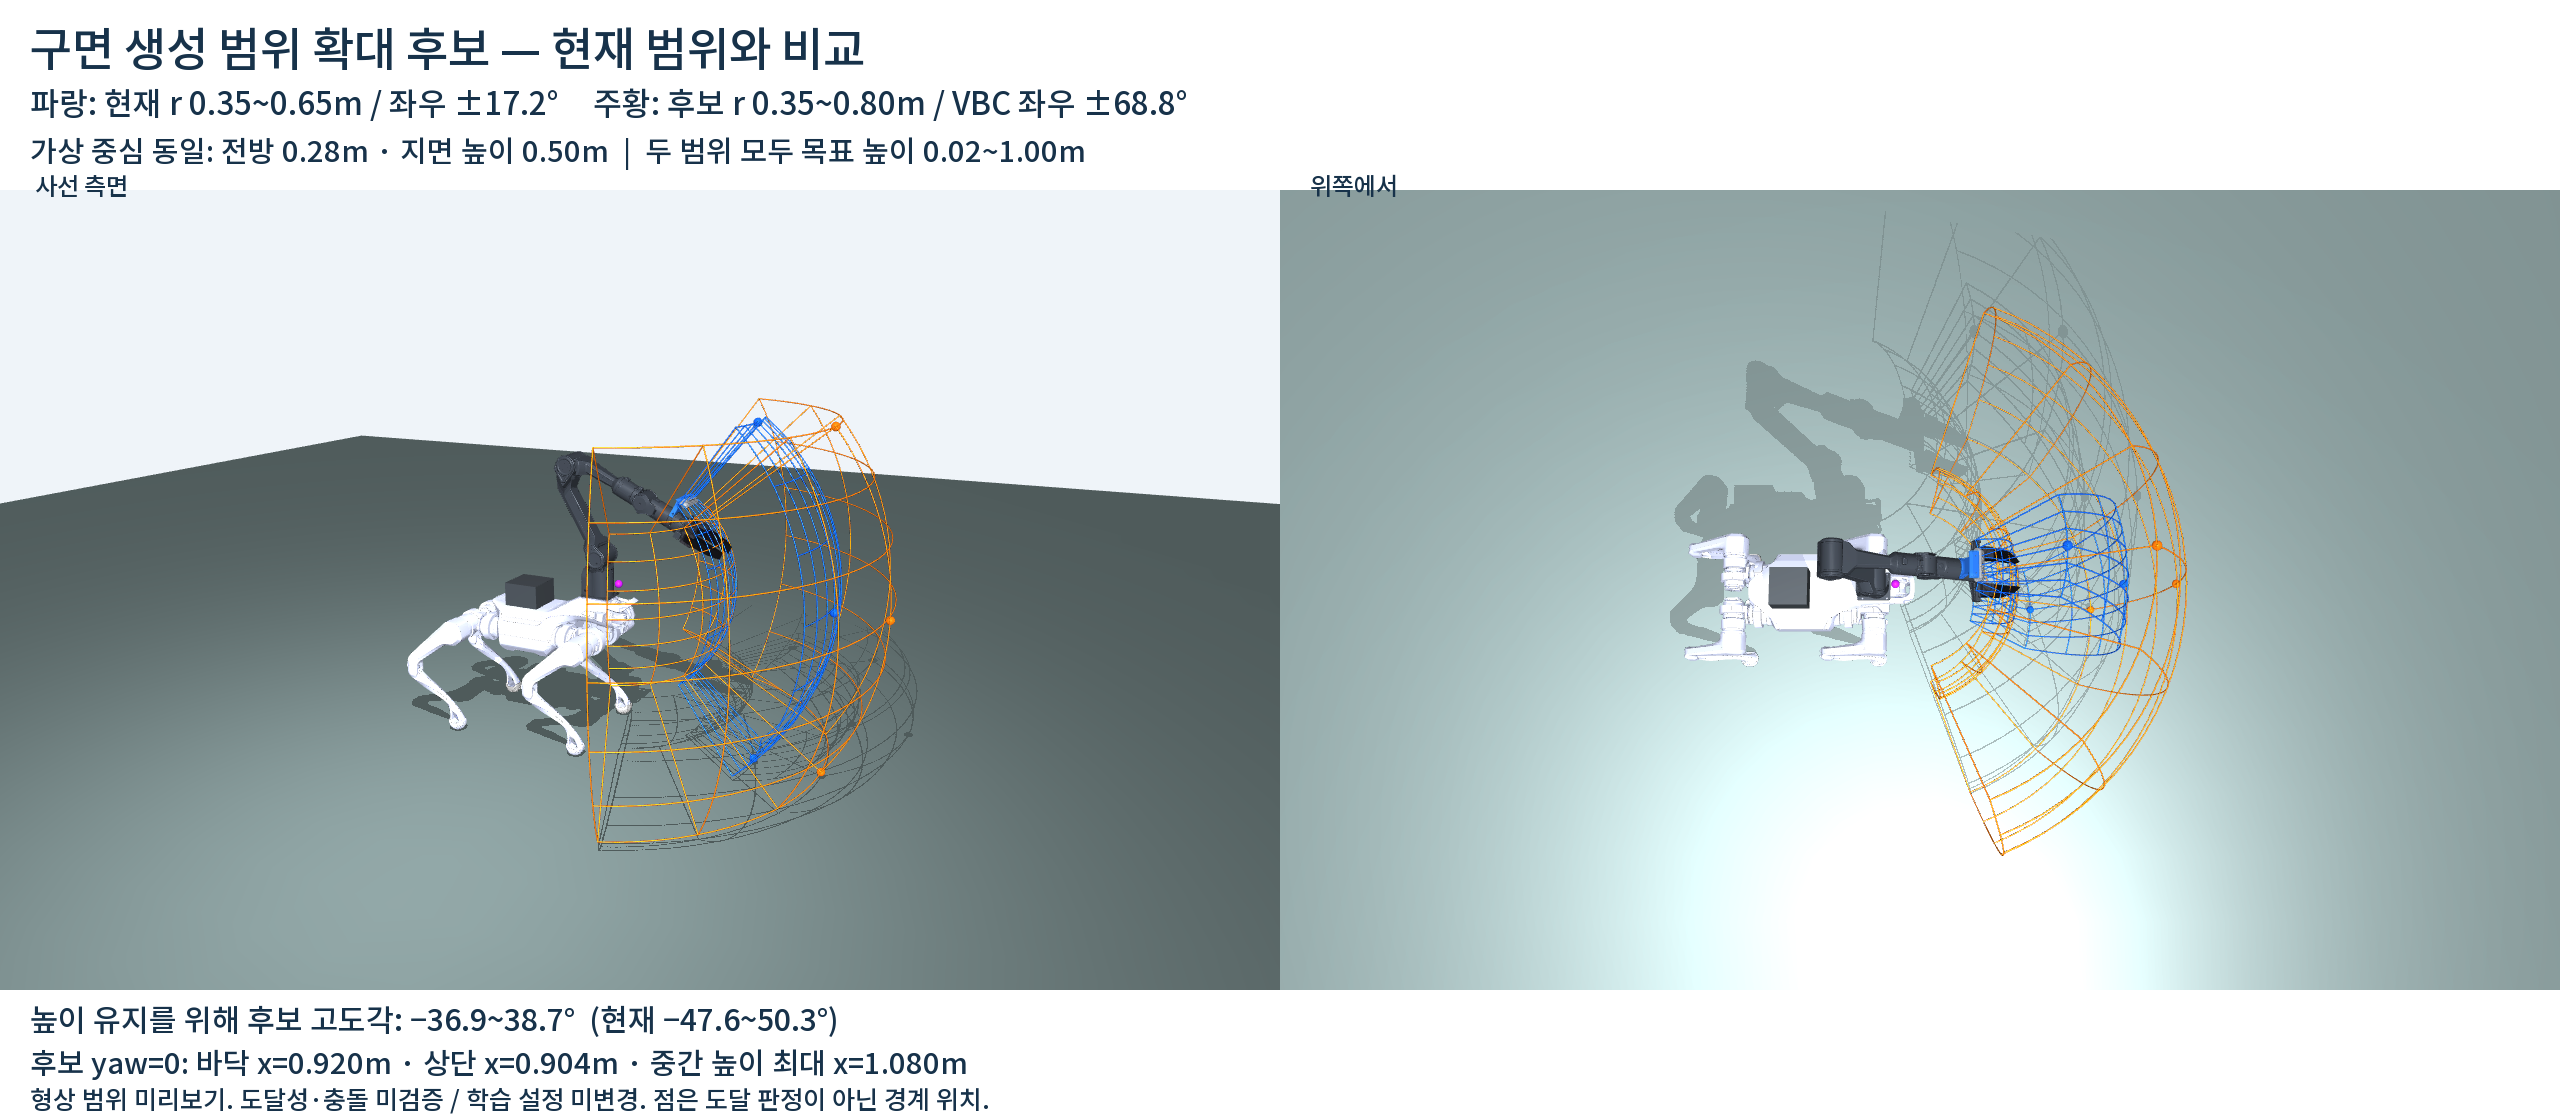 구면 생성 범위 확대 후보 — 현재 범위와 비교
파랑: 현재 r 0.35~0.65m / 좌우 ±17.2° 주황: 후보 r 0.35~0.80m / VBC 좌우 ±68.8°
가상 중심 동일: 전방 0.28m · 지면 높이 0.50m | 두 범위 모두 목표 높이 0.02~1.00m
사선 측면
위쪽에서
높이 유지를 위해 후보 고도각: −36.9~38.7° (현재 −47.6~50.3°)
후보 yaw=0: 바닥 x=0.920m · 상단 x=0.904m · 중간 높이 최대 x=1.080m
형상 범위 미리보기. 도달성·충돌 미검증 / 학습 설정 미변경. 점은 도달 판정이 아닌 경계 위치.